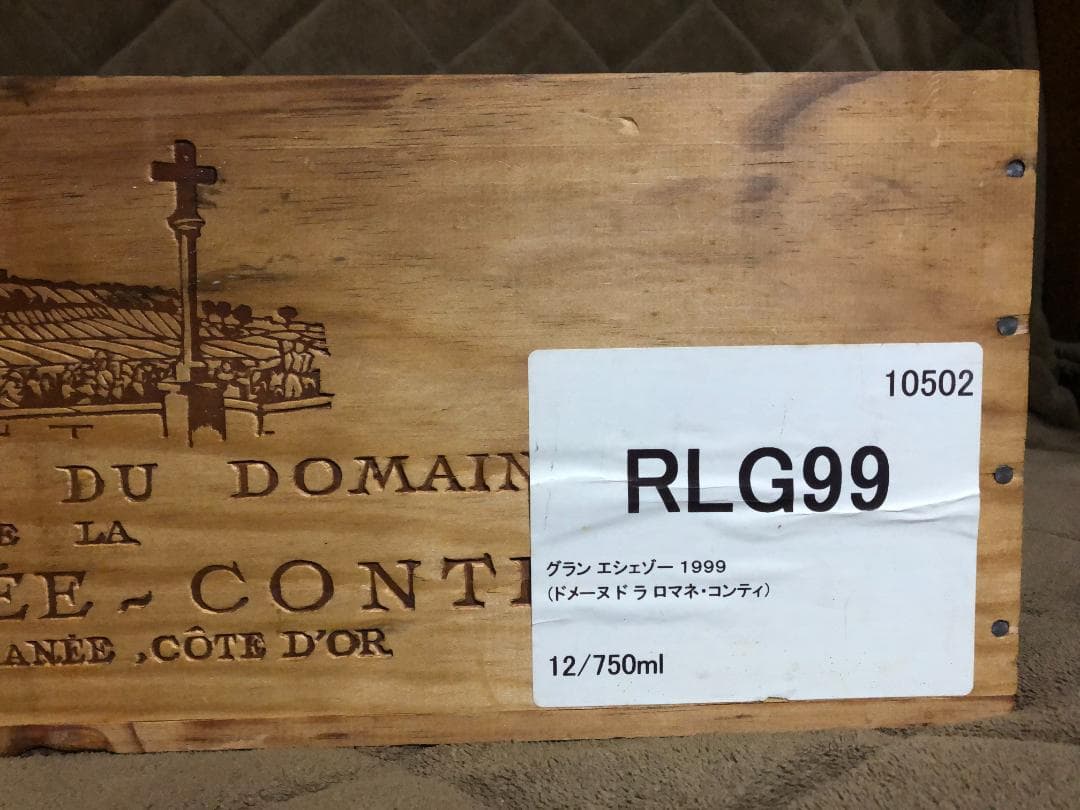 DU DOMAIN
LA
ÉE ~ CONTI
ANÉE , CÔTE D'OR
10502
RLG99
グラン エシェゾー 1999
(ドメーヌ ド ラ ロマネ・コンティ)
12/750ml